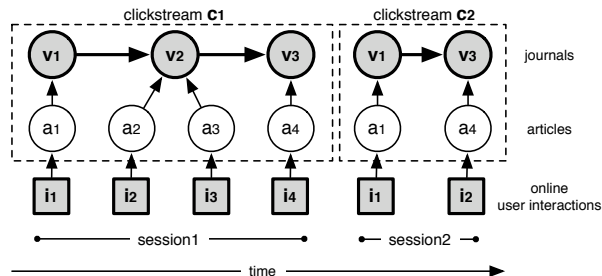 clickstream c1 clickstream c2
v1 v2 v3 v1 v3 journals
a1 a2 a3 a4 a1 a4 articles
i1 i2 i3 i4 i1 i2 online
user interactions
session1 session2
time